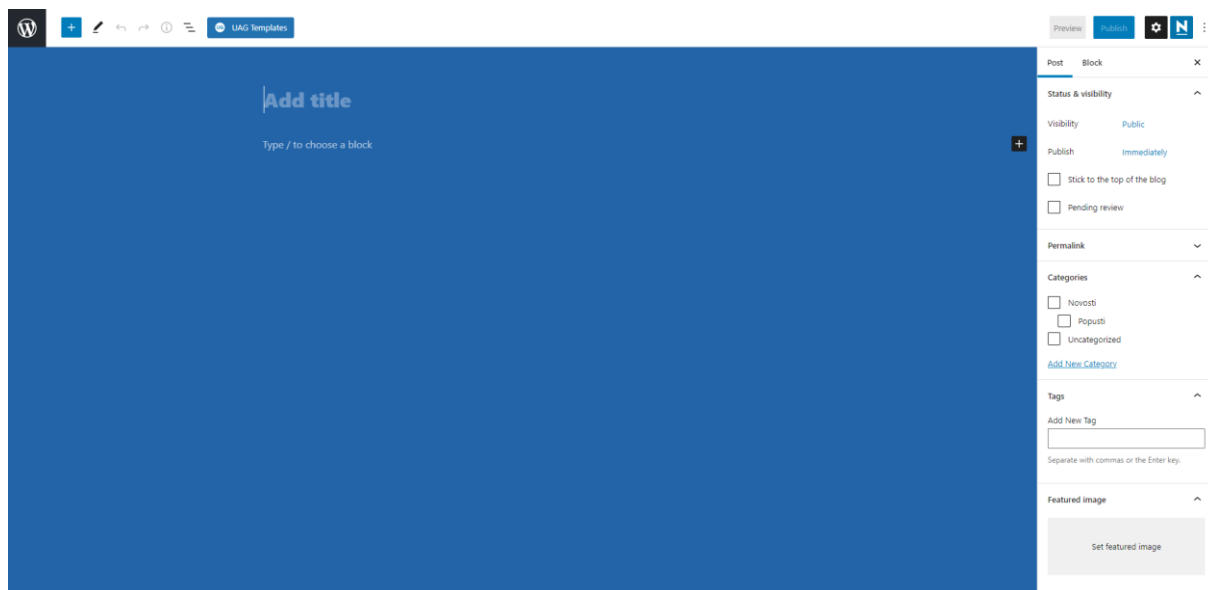 UAG Templates
Preview
Publish
Post Block
Add title
Type / to choose a block
Status & visibility
Visibility Public
Publish Immediately
Stick to the top of the blog
Pending review
Permalink
Categories
Novosti
Popusti
Uncategorized
Add New Category
Tags
Add New Tag
Separate with commas or the Enter key.
Featured image
Set featured image